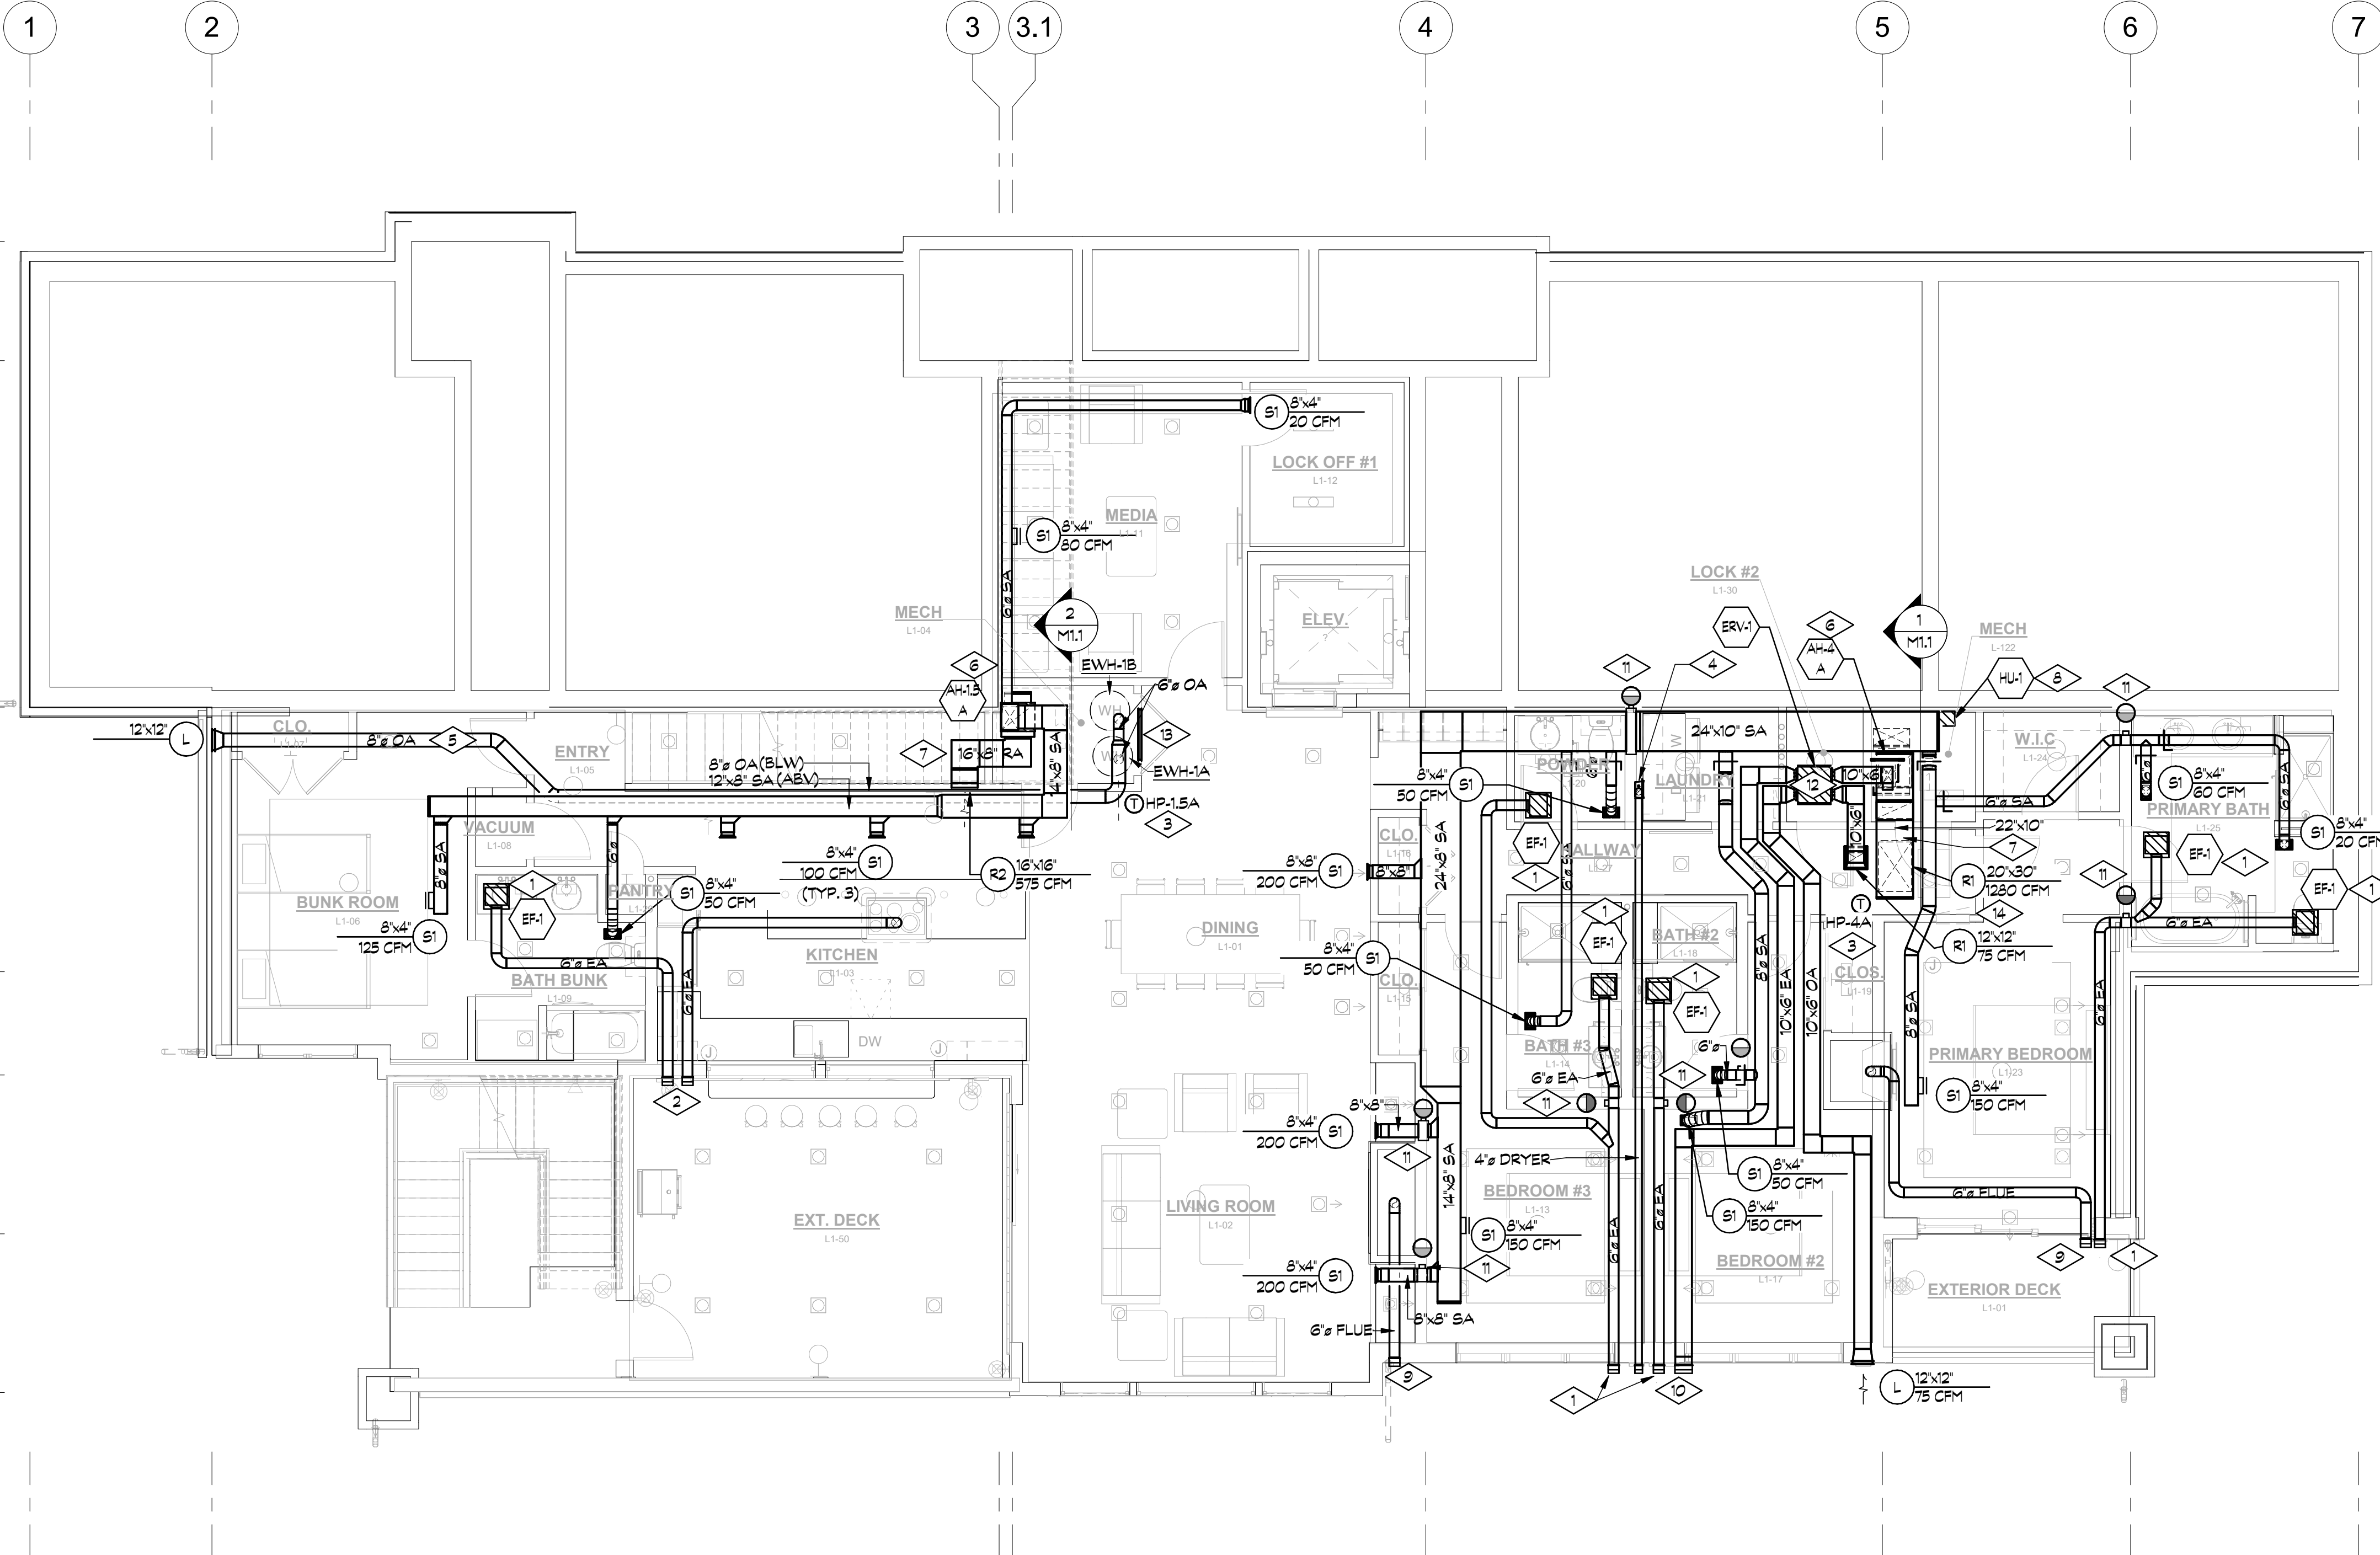 1
2
3
3.1
4
5
6
7
S1
8"x4"
20 CFM
LOCK OFF #1
L1-12
MEDIA
L1-11
S1
8"x4"
80 CFM
6"ø SA
MECH
L1-04
2
M1.1
ELEV.
?
LOCK #2
L1-30
ERV-1
6
AH-4
A
1
M1.1
MECH
L-122
HU-1
8
11
4
11
6
AH-1.5
A
EWH-1B
6"ø OA
WH
13
EWH-1A
12"x12"
L
8"ø OA
5
CLO.
L1-07
ENTRY
L1-05
7
16"x8" RA
14"x8" SA
8"ø OA (BLW)
12"x8" SA (ABV)
T
HP-1.5A
3
24"x10" SA
W
POWDER
L1-20
6"ø
LAUNDRY
L1-21
12
10"x6"
10"x6"
W.I.C
L1-24
6"ø SA
6"ø
S1
8"x4"
60 CFM
6"ø SA
PRIMARY BATH
L1-25
8"x4"
50 CFM
S1
VACUUM
L1-08
8"ø SA
6"ø
BUNK ROOM
L1-06
8"x4"
125 CFM
S1
1
EF-1
PANTRY
S1
8"x4"
50 CFM
8"x4"
100 CFM
(TYP. 3)
S1
R2
16"x16"
575 CFM
8"x8"
200 CFM
S1
CLO.
L1-16
8"x8"
24"x8" SA
EF-1
1
6"ø SA
L1-27
22"x10"
7
R1
20"x30"
1280 CFM
14
T
HP-4A
3
R1
12"x12"
75 CFM
11
EF-1
1
S1
8"x4"
20 CFM
EF-1
1
6"ø EA
6"ø EA
BATH BUNK
L1-09
6"ø EA
KITCHEN
L1-03
DW
J
J
DINING
L1-01
8"x4"
50 CFM
S1
CLO.
L1-15
1
EF-1
BATH #2
L1-18
1
EF-1
8"ø SA
10"x6" EA
10"x6" OA
CLOS.
L1-19
J
8"ø SA
6"ø EA
BATH #3
L1-14
6"ø EA
6"ø
11
11
PRIMARY BEDROOM
L1-23
S1
8"x4"
150 CFM
2
8"x8"
8"x4"
200 CFM
S1
11
14"x8" SA
4"ø DRYER
S1
8"x4"
50 CFM
BEDROOM #3
L1-13
S1
8"x4"
150 CFM
6"ø EA
6"ø EA
S1
8"x4"
150 CFM
BEDROOM #2
L1-17
6"ø FLUE
EXT. DECK
L1-50
LIVING ROOM
L1-02
8"x4"
200 CFM
S1
11
8"x8" SA
6"ø FLUE
9
9
1
EXTERIOR DECK
L1-01
1
10
L
12"x12"
75 CFM